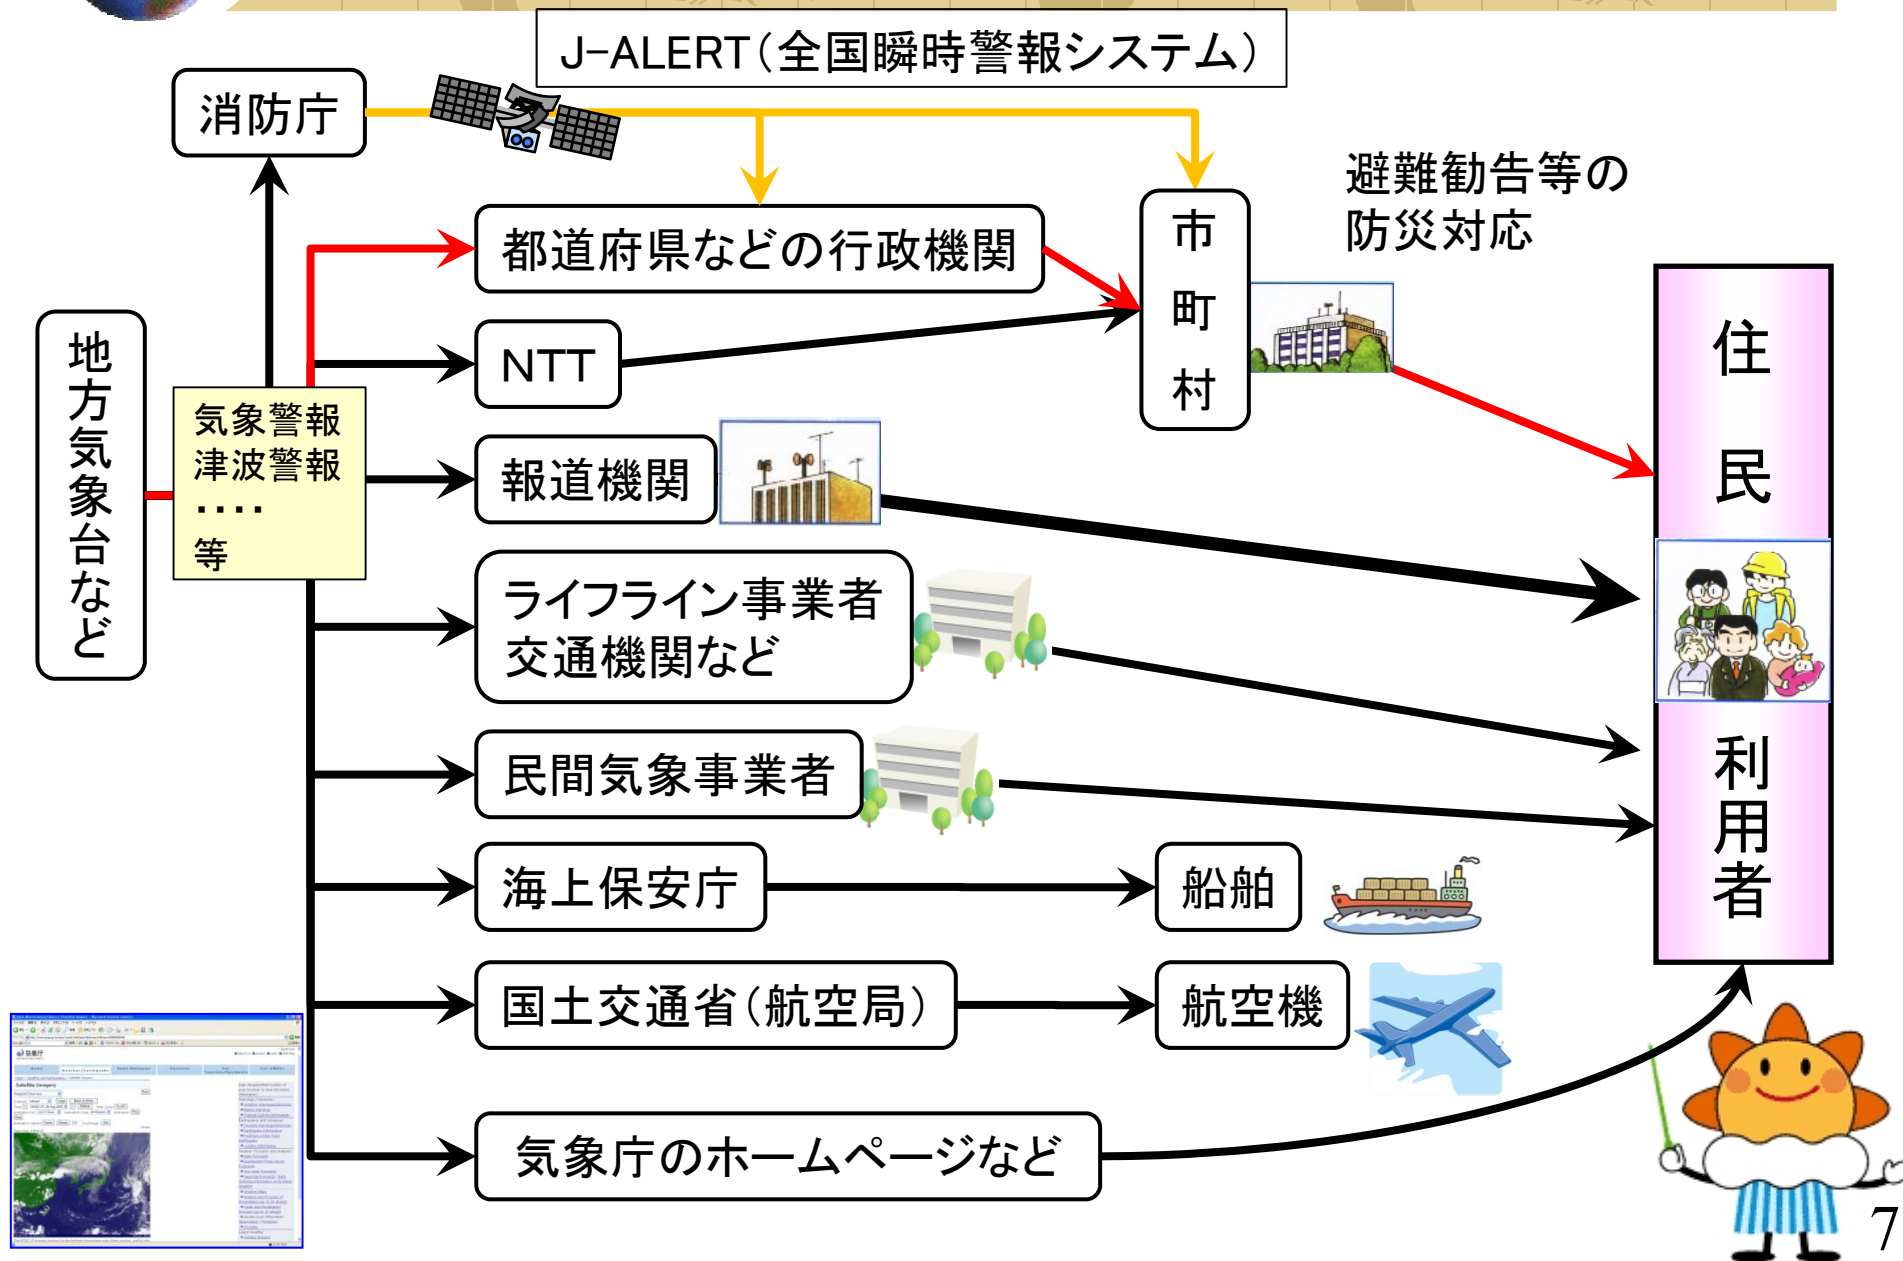 J-ALERT（全国瞬時警報システム）
消防庁
避難勧告等の
防災対応
都道府県などの行政機関
市町村
NTT
地方気象台など
気象警報
津波警報
‥‥
等
報道機関
住民
ライフライン事業者
交通機関など
民間気象事業者
利用者
海上保安庁
船舶
国土交通省（航空局）
航空機
気象庁のホームページなど
気象庁
Satellite Imagery
7